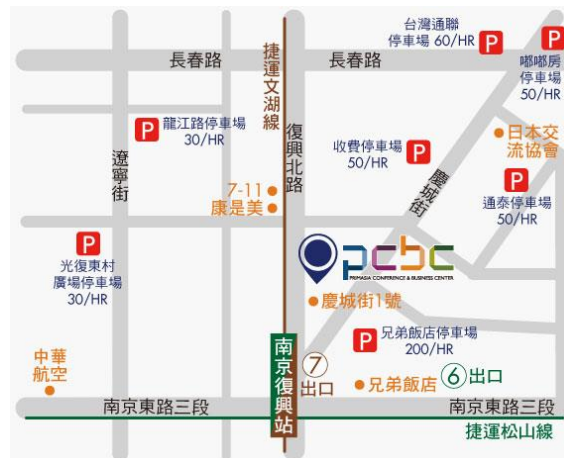 台灣通聯
停車場 60/HR
P
P
嘟嘟房
停車場
50/HR
長春路
長春路
捷運文湖線
復興北路
P
龍江路停車場
30/HR
遼寧街
收費停車場
50/HR
P
日本交
流協會
慶城街
P
通泰停車場
50/HR
7-11
康是美
P
光復東村
廣場停車場
30/HR
pcbc
PRIMASIA CONFERENCE & BUSINESS CENTER
慶城街1號
P
兄弟飯店停車場
200/HR
南京復興站
7
出口
中華
航空
兄弟飯店
6
出口
南京東路三段
南京東路三段
捷運松山線